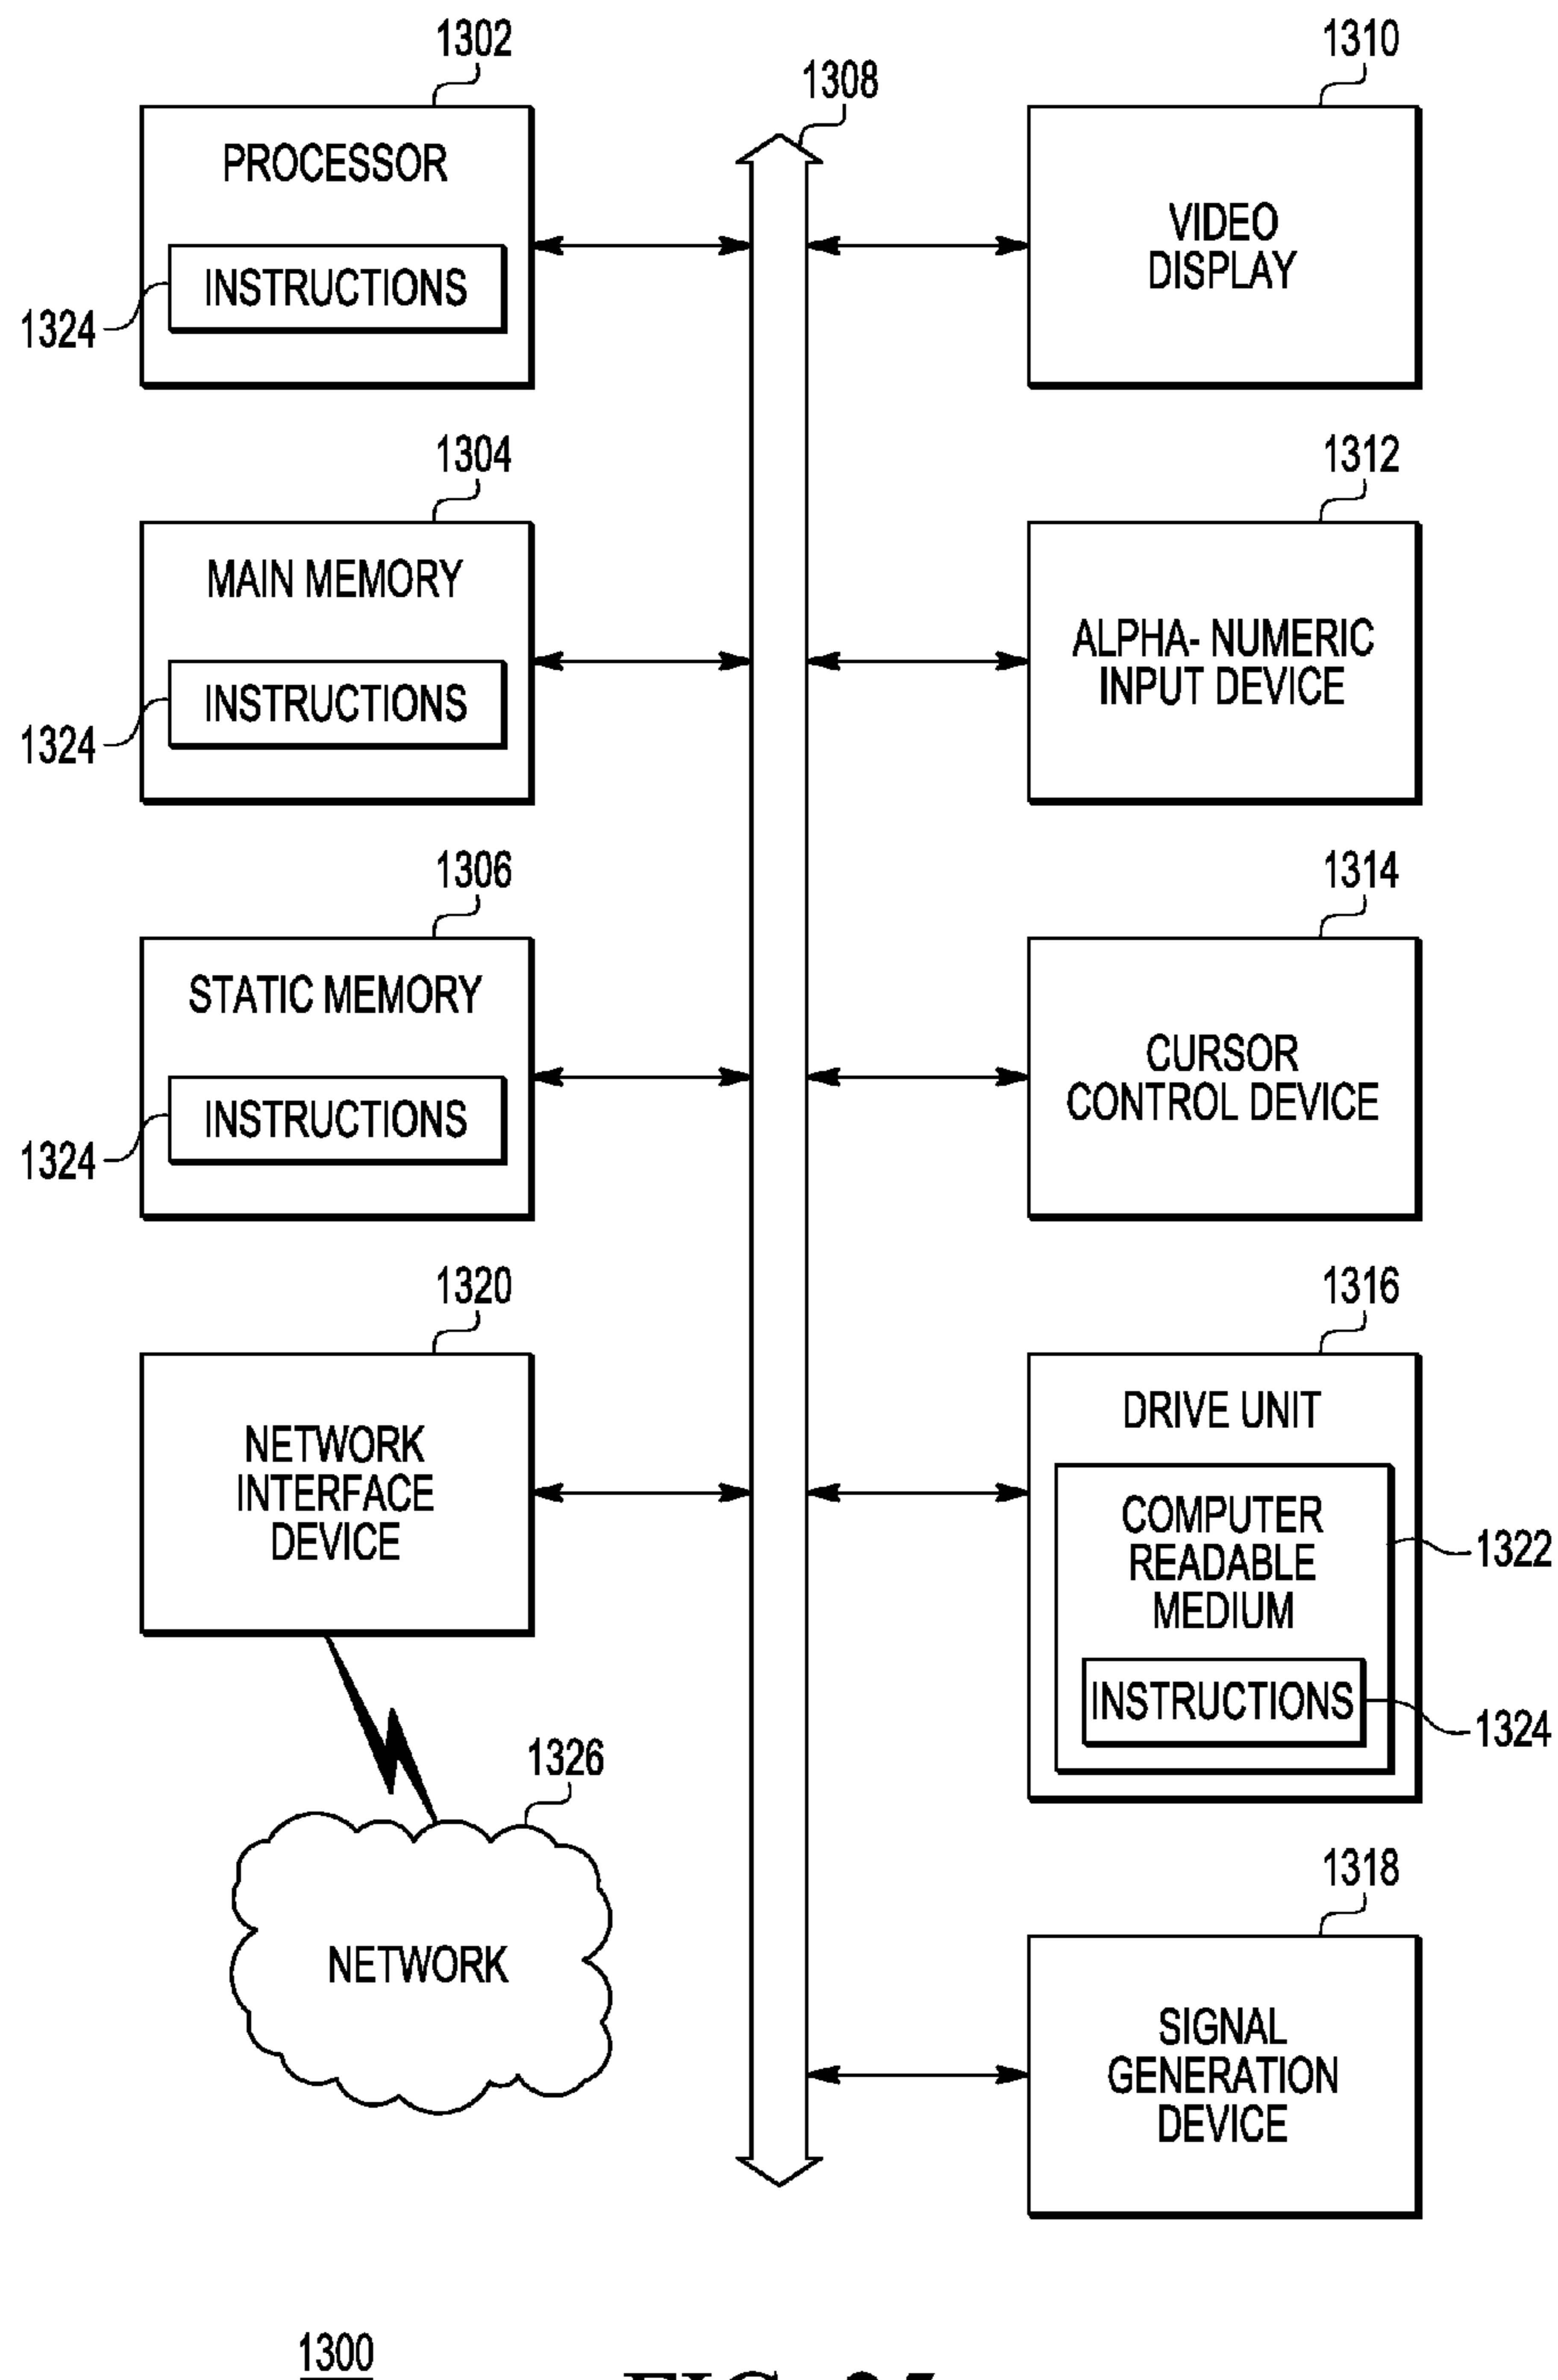 1302
PROCESSOR
INSTRUCTIONS
1324
1304
MAIN MEMORY
INSTRUCTIONS
1324
1306
STATIC MEMORY
INSTRUCTIONS
1324
1320
NETWORK
INTERFACE
DEVICE
1326
NETWORK
1308
1310
VIDEO
DISPLAY
1312
ALPHA- NUMERIC
INPUT DEVICE
1314
CURSOR
CONTROL DEVICE
1316
DRIVE UNIT
COMPUTER
READABLE
MEDIUM
1322
INSTRUCTIONS
1324
1318
SIGNAL
GENERATION
DEVICE
1300